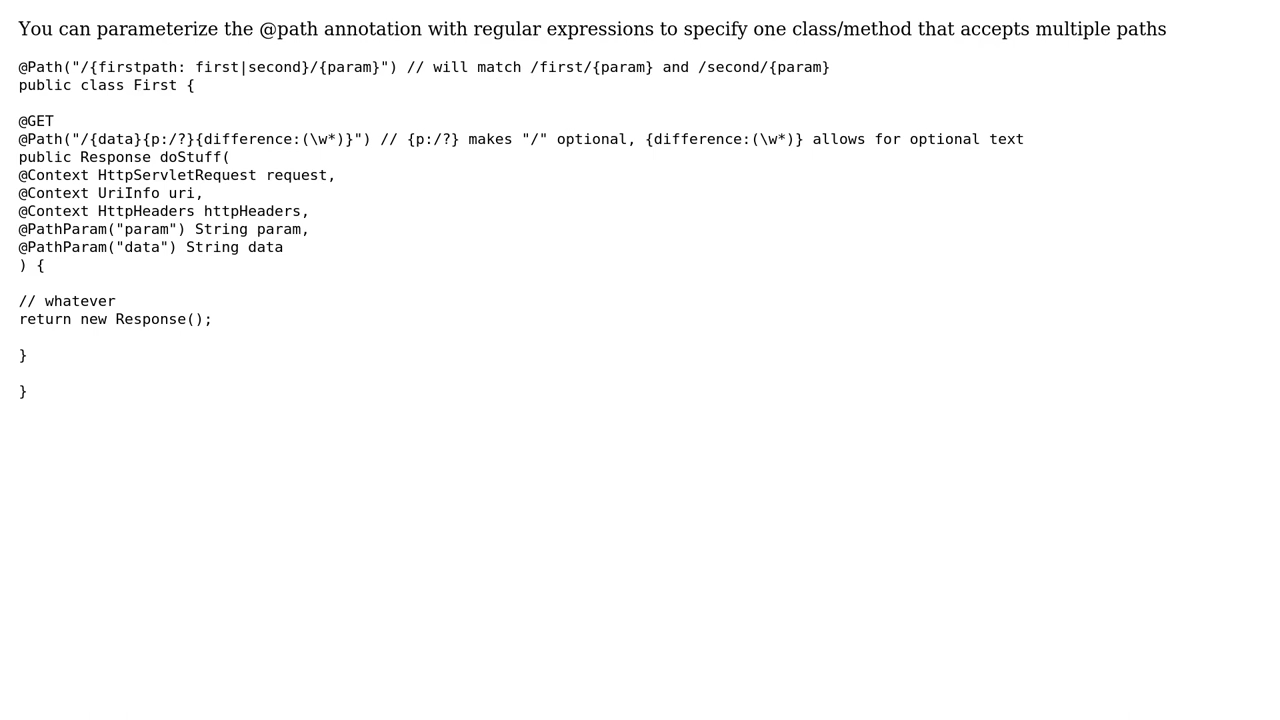 You can parameterize the @path annotation with regular expressions to specify one class/method that accepts multiple paths
@Path("/{firstpath: first|second}/{param}") // will match /first/{param} and /second/{param}
public class First {
@GET
@Path("/{data}{p:/?}{difference:(\w*)}") // {p:/?} makes "/" optional, {difference:(\w*)} allows for optional text
public Response doStuff(
@Context HttpServletRequest request,
@Context UriInfo uri,
@Context HttpHeaders httpHeaders,
@PathParam("param") String param,
@PathParam("data") String data
) {
// whatever
return new Response();
}
}